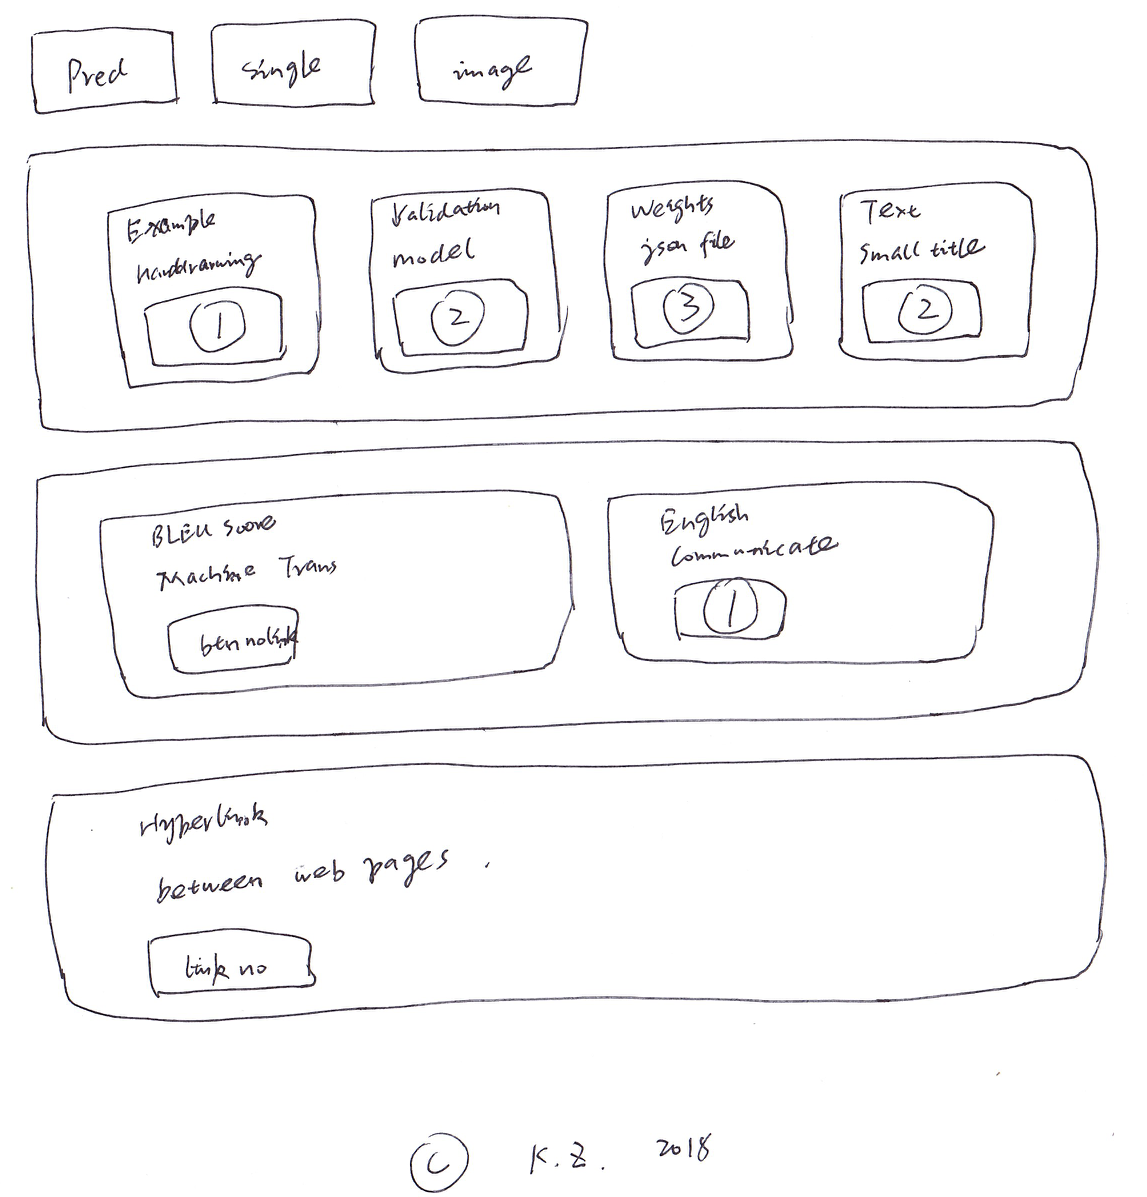 Pred
single
image
Example
Handdrawing
1
Validation
model
2
Weights
json file
3
Text
small title
2
BLEU Score
Machine Trans
btn nolink
English
Communicate
1
Hyperlink
between web pages.
Link no
© K.Z. 2018